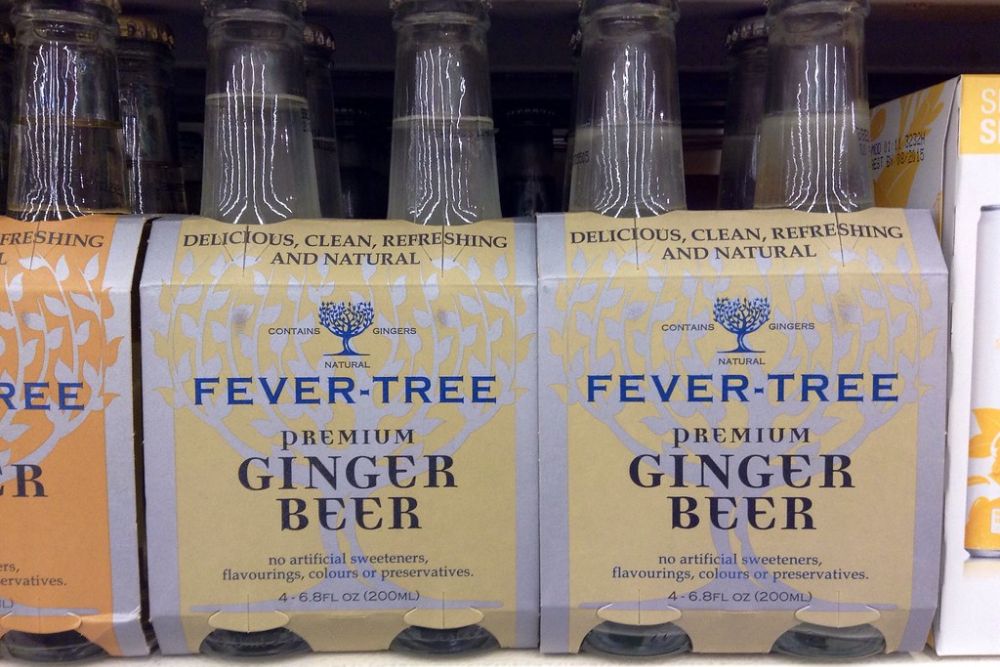 FRESHING
L
REE
ER
ers,
ervatives.
DELICIOUS, CLEAN, REFRESHING
AND NATURAL
CONTAINS GINGERS
NATURAL
FEVER-TREE
PREMIUM
GINGER
BEER
no artificial sweeteners,
flavourings, colours or preservatives.
4 - 6.8FL OZ (200ML)
DELICIOUS, CLEAN, REFRESHING
AND NATURAL
CONTAINS GINGERS
NATURAL
FEVER-TREE
PREMIUM
GINGER
BEER
no artificial sweeteners,
flavourings, colours or preservatives.
4 - 6.8FL OZ (200ML)